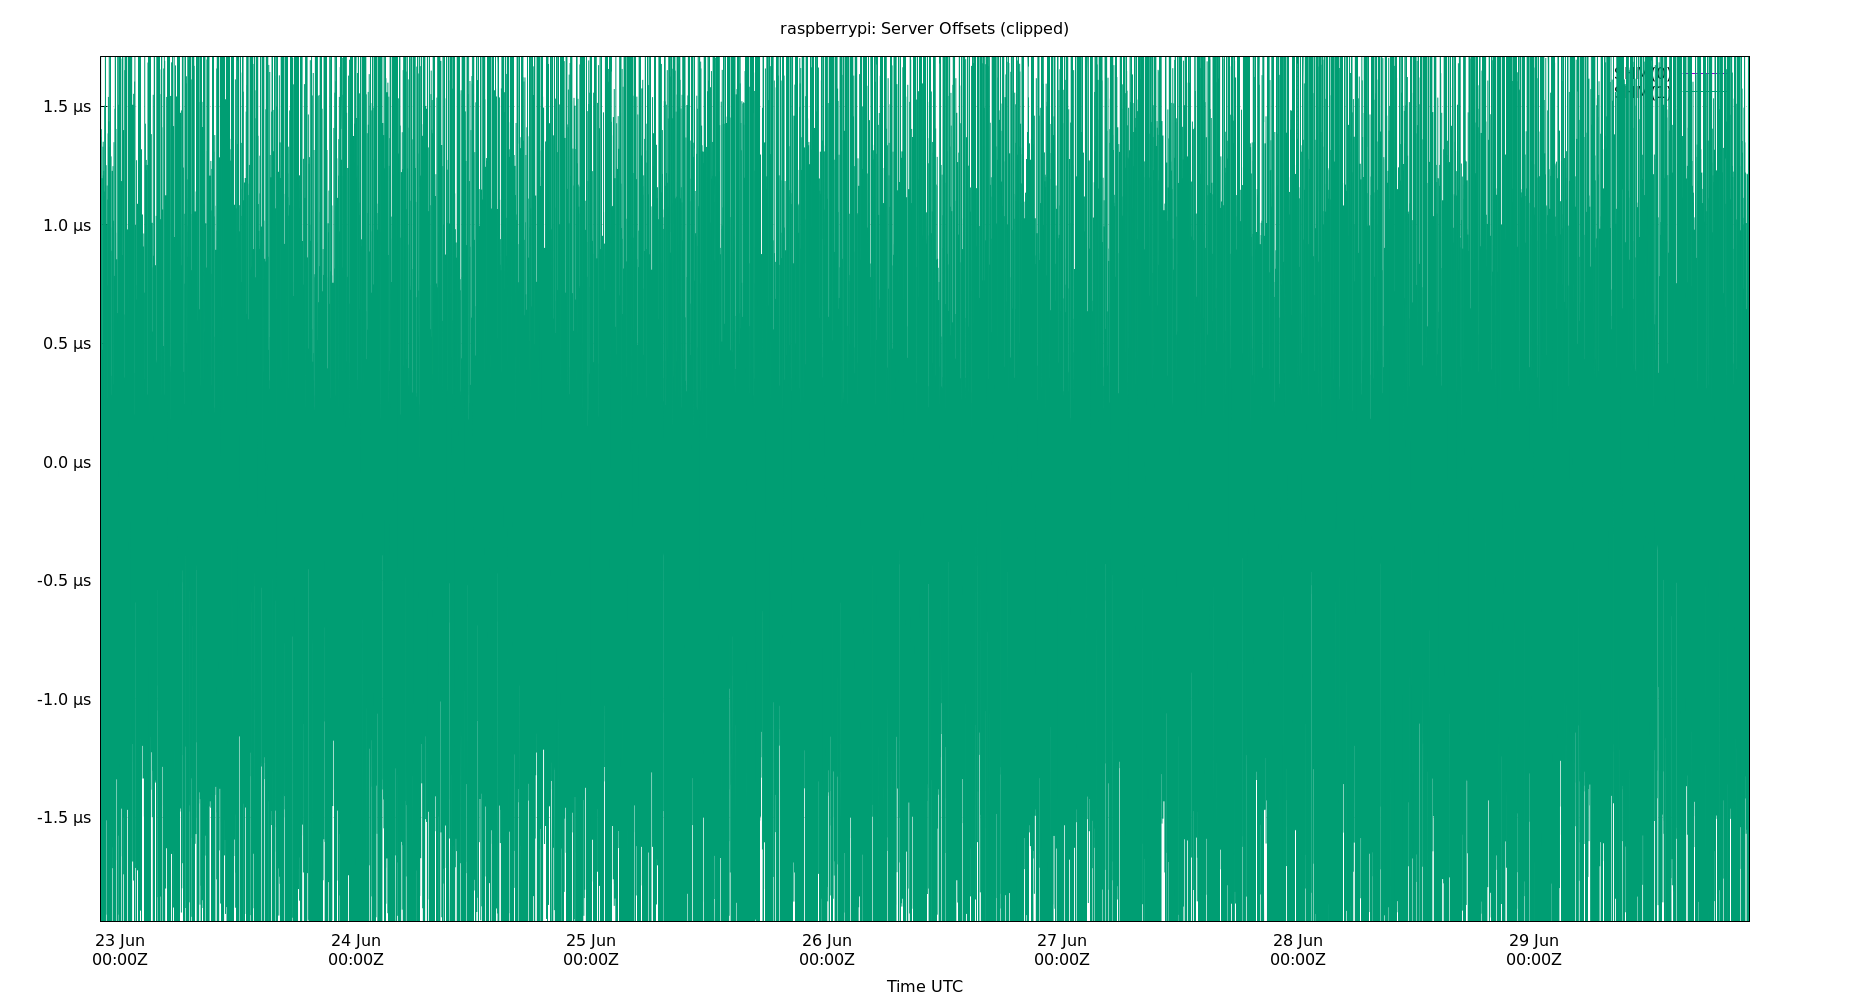 raspberrypi: Server Offsets (clipped)
SHM(0)
1.5 µs
1.0 µs
0.5 µs
0.0 µs
-0.5 µs
-1.0 µs
-1.5 µs
23 Jun 24 Jun 25 Jun 26 Jun 27 Jun 28 Jun 29 Jun
00:00Z 00:00Z 00:00Z 00:00Z 00:00Z 00:00Z 00:00Z
Time UTC